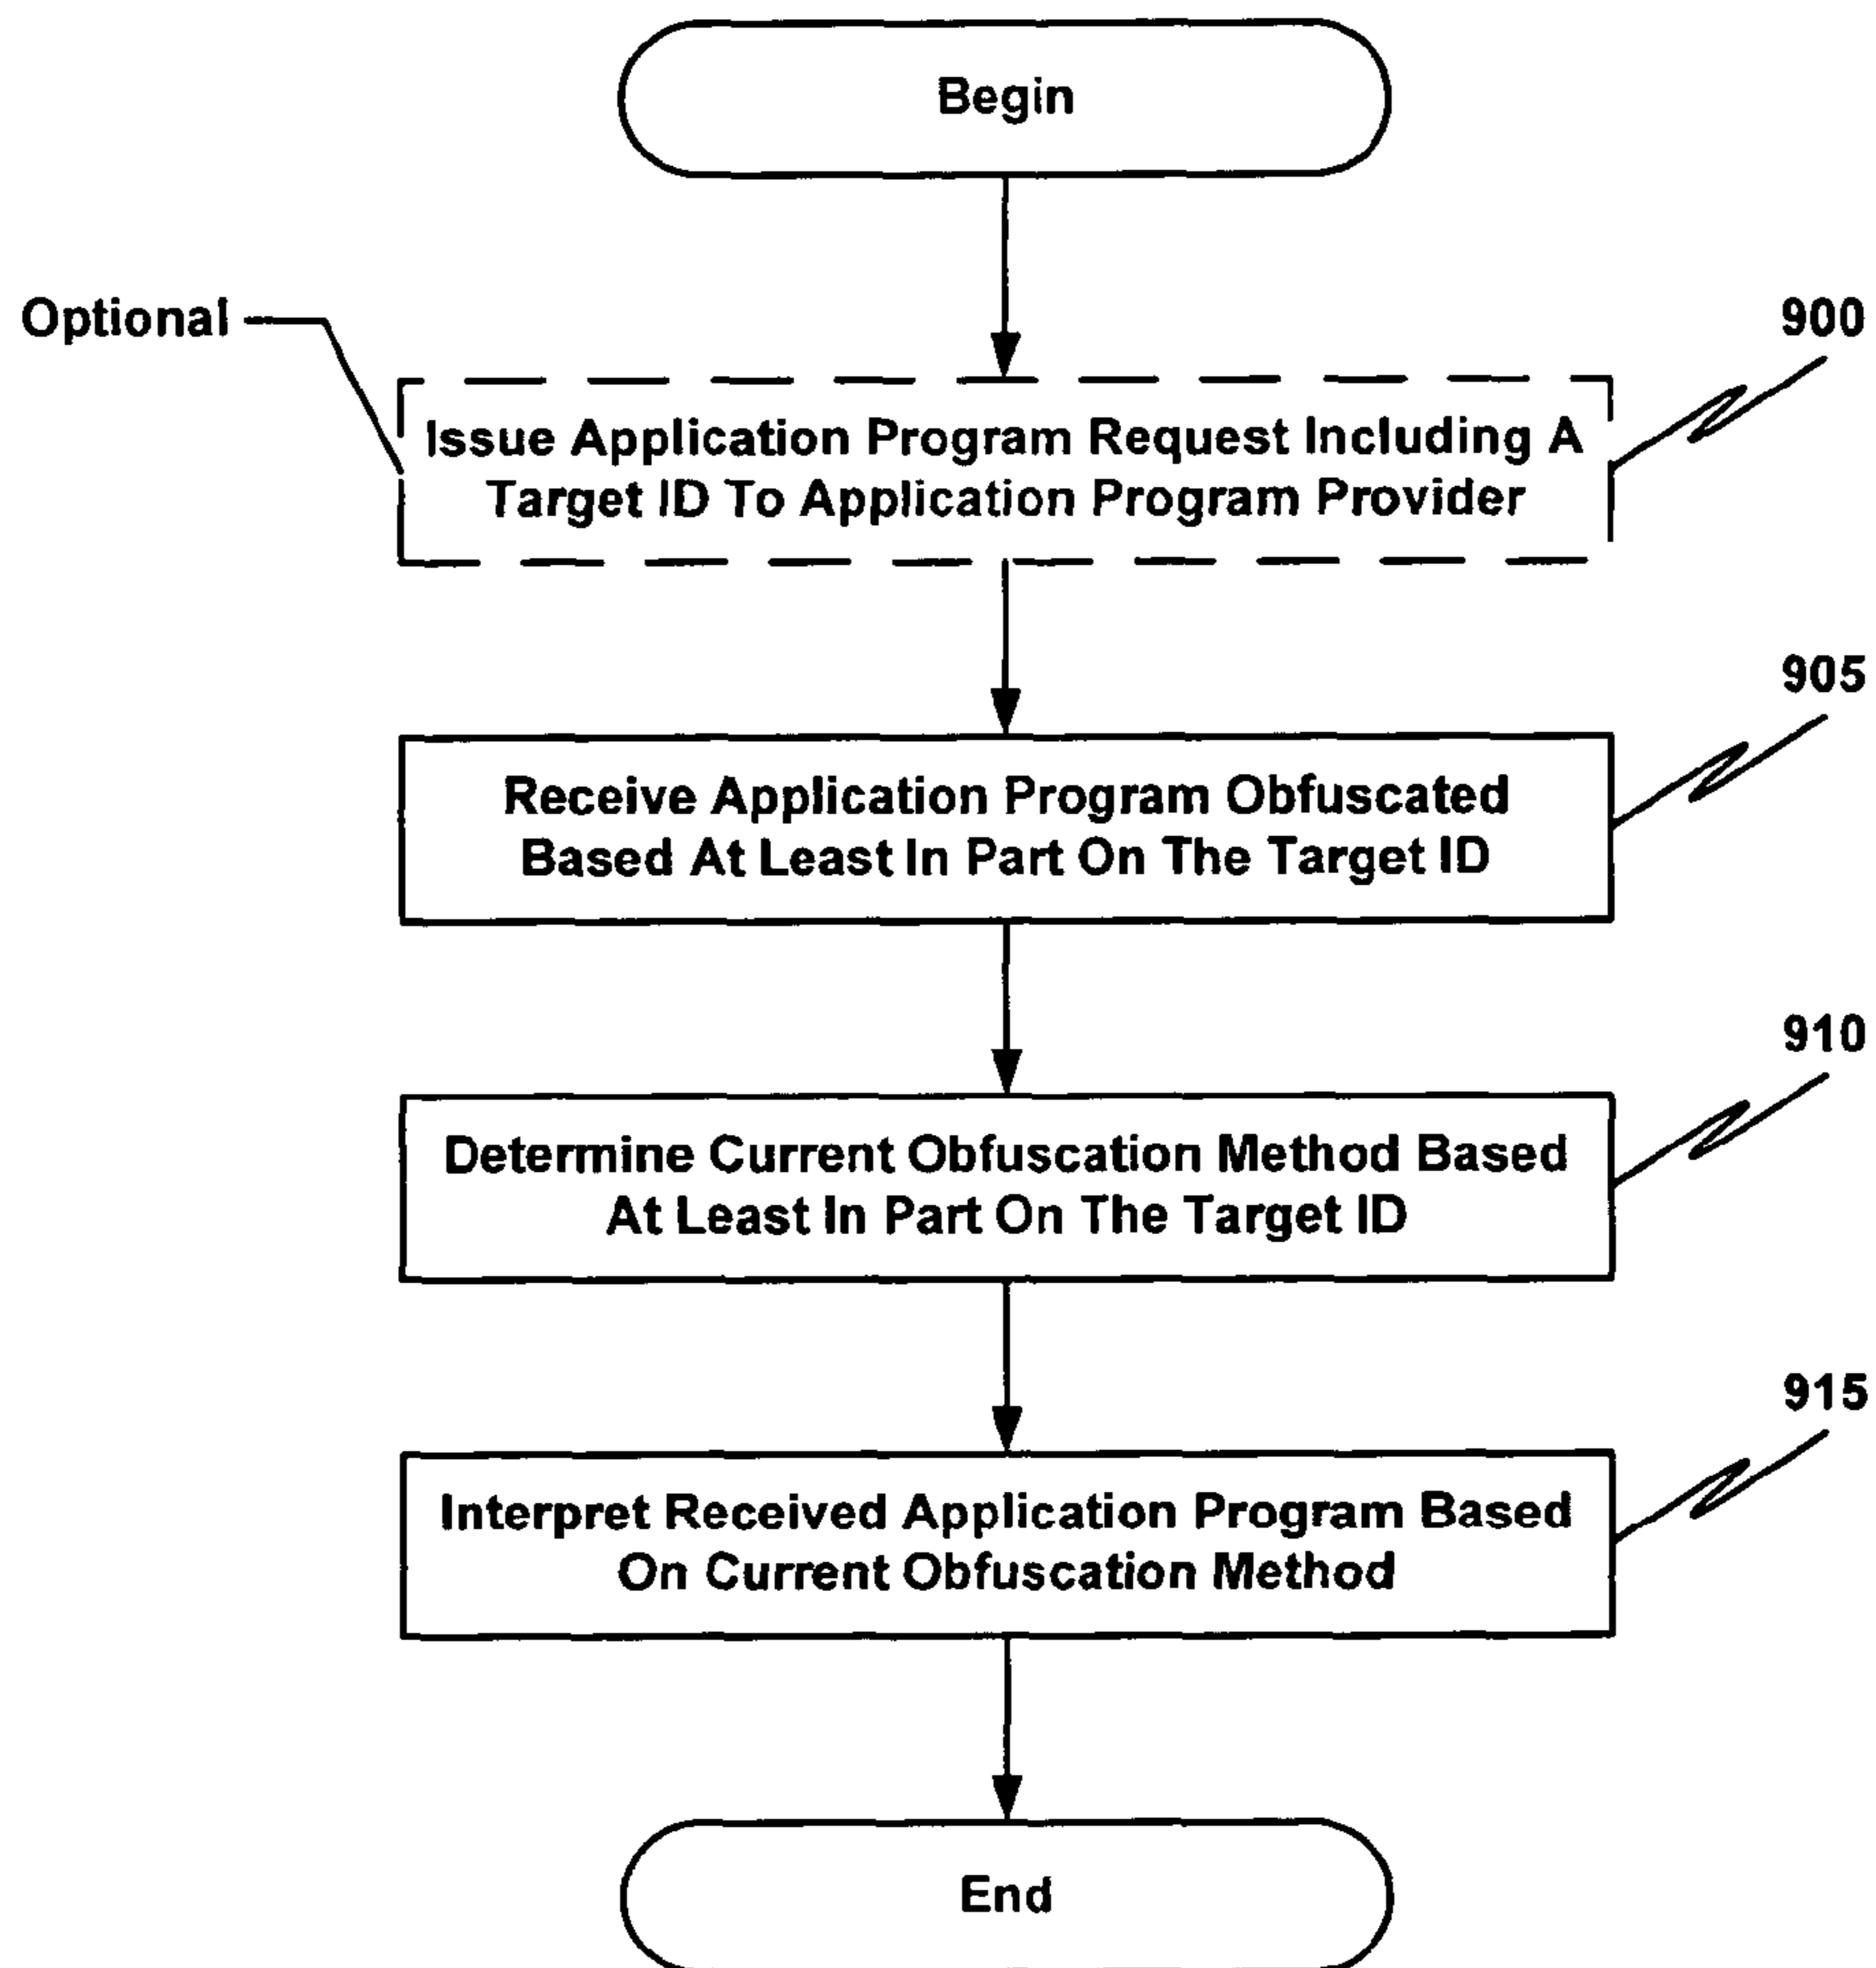 Begin
Optional
900
Issue Application Program Request Including A
Target ID To Application Program Provider
905
Receive Application Program Obfuscated
Based At Least In Part On The Target ID
910
Determine Current Obfuscation Method Based
At Least In Part On The Target ID
915
Interpret Received Application Program Based
On Current Obfuscation Method
End